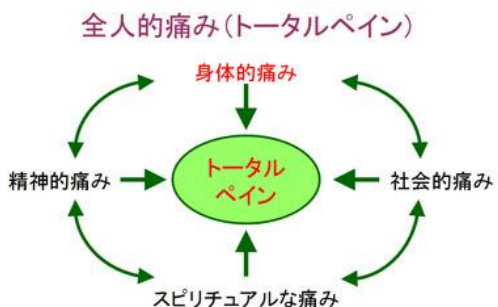 全人的痛み(トータルペイン)
身体的痛み
精神的痛み
トータル
ペイン
社会的痛み
スピリチュアルな痛み